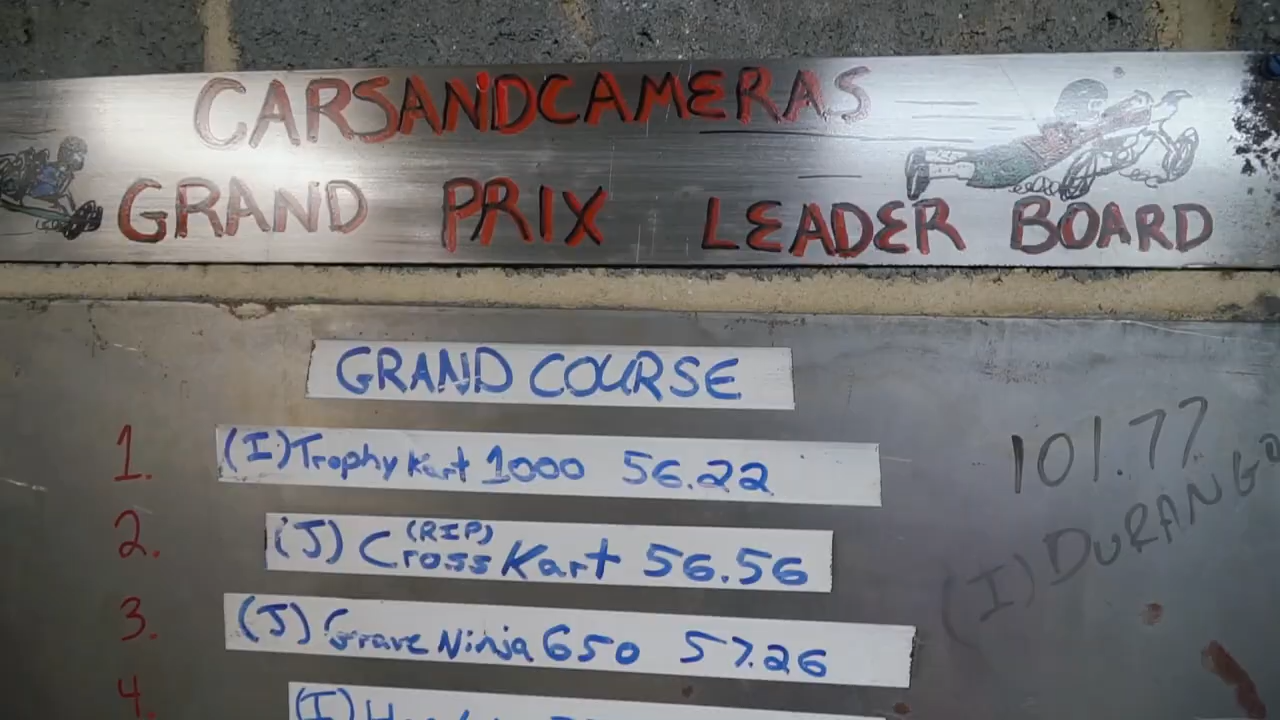 CARSANDCAMERAS
GRAND PRIX LEADER BOARD
GRAND COURSE
1. (I) Trophy Kart 1000 56.22
101.77
2. (J) Cross (RIP) Kart 56.56
(I) DURANGO
3. (J) Grave Ninja 650 57.26
4. (I)